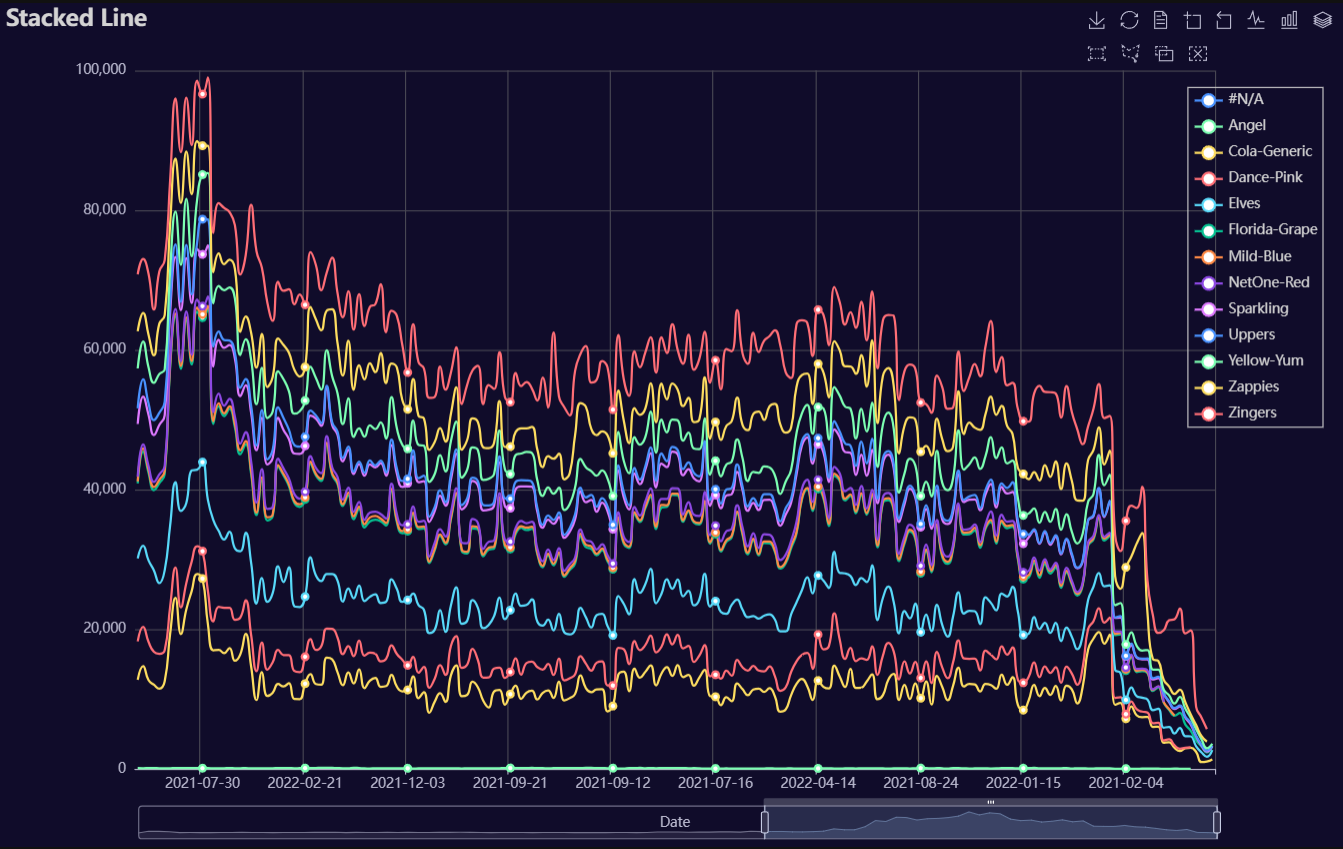 Stacked Line
100,000
80,000
60,000
40,000
20,000
0
#N/A
Angel
Cola-Generic
Dance-Pink
Elves
Florida-Grape
Mild-Blue
NetOne-Red
Sparkling
Uppers
Yellow-Yum
Zappies
Zingers
2021-07-30 2022-02-21 2021-12-03 2021-09-21 2021-09-12 2021-07-16 2022-04-14 2021-08-24 2022-01-15 2021-02-04
Date